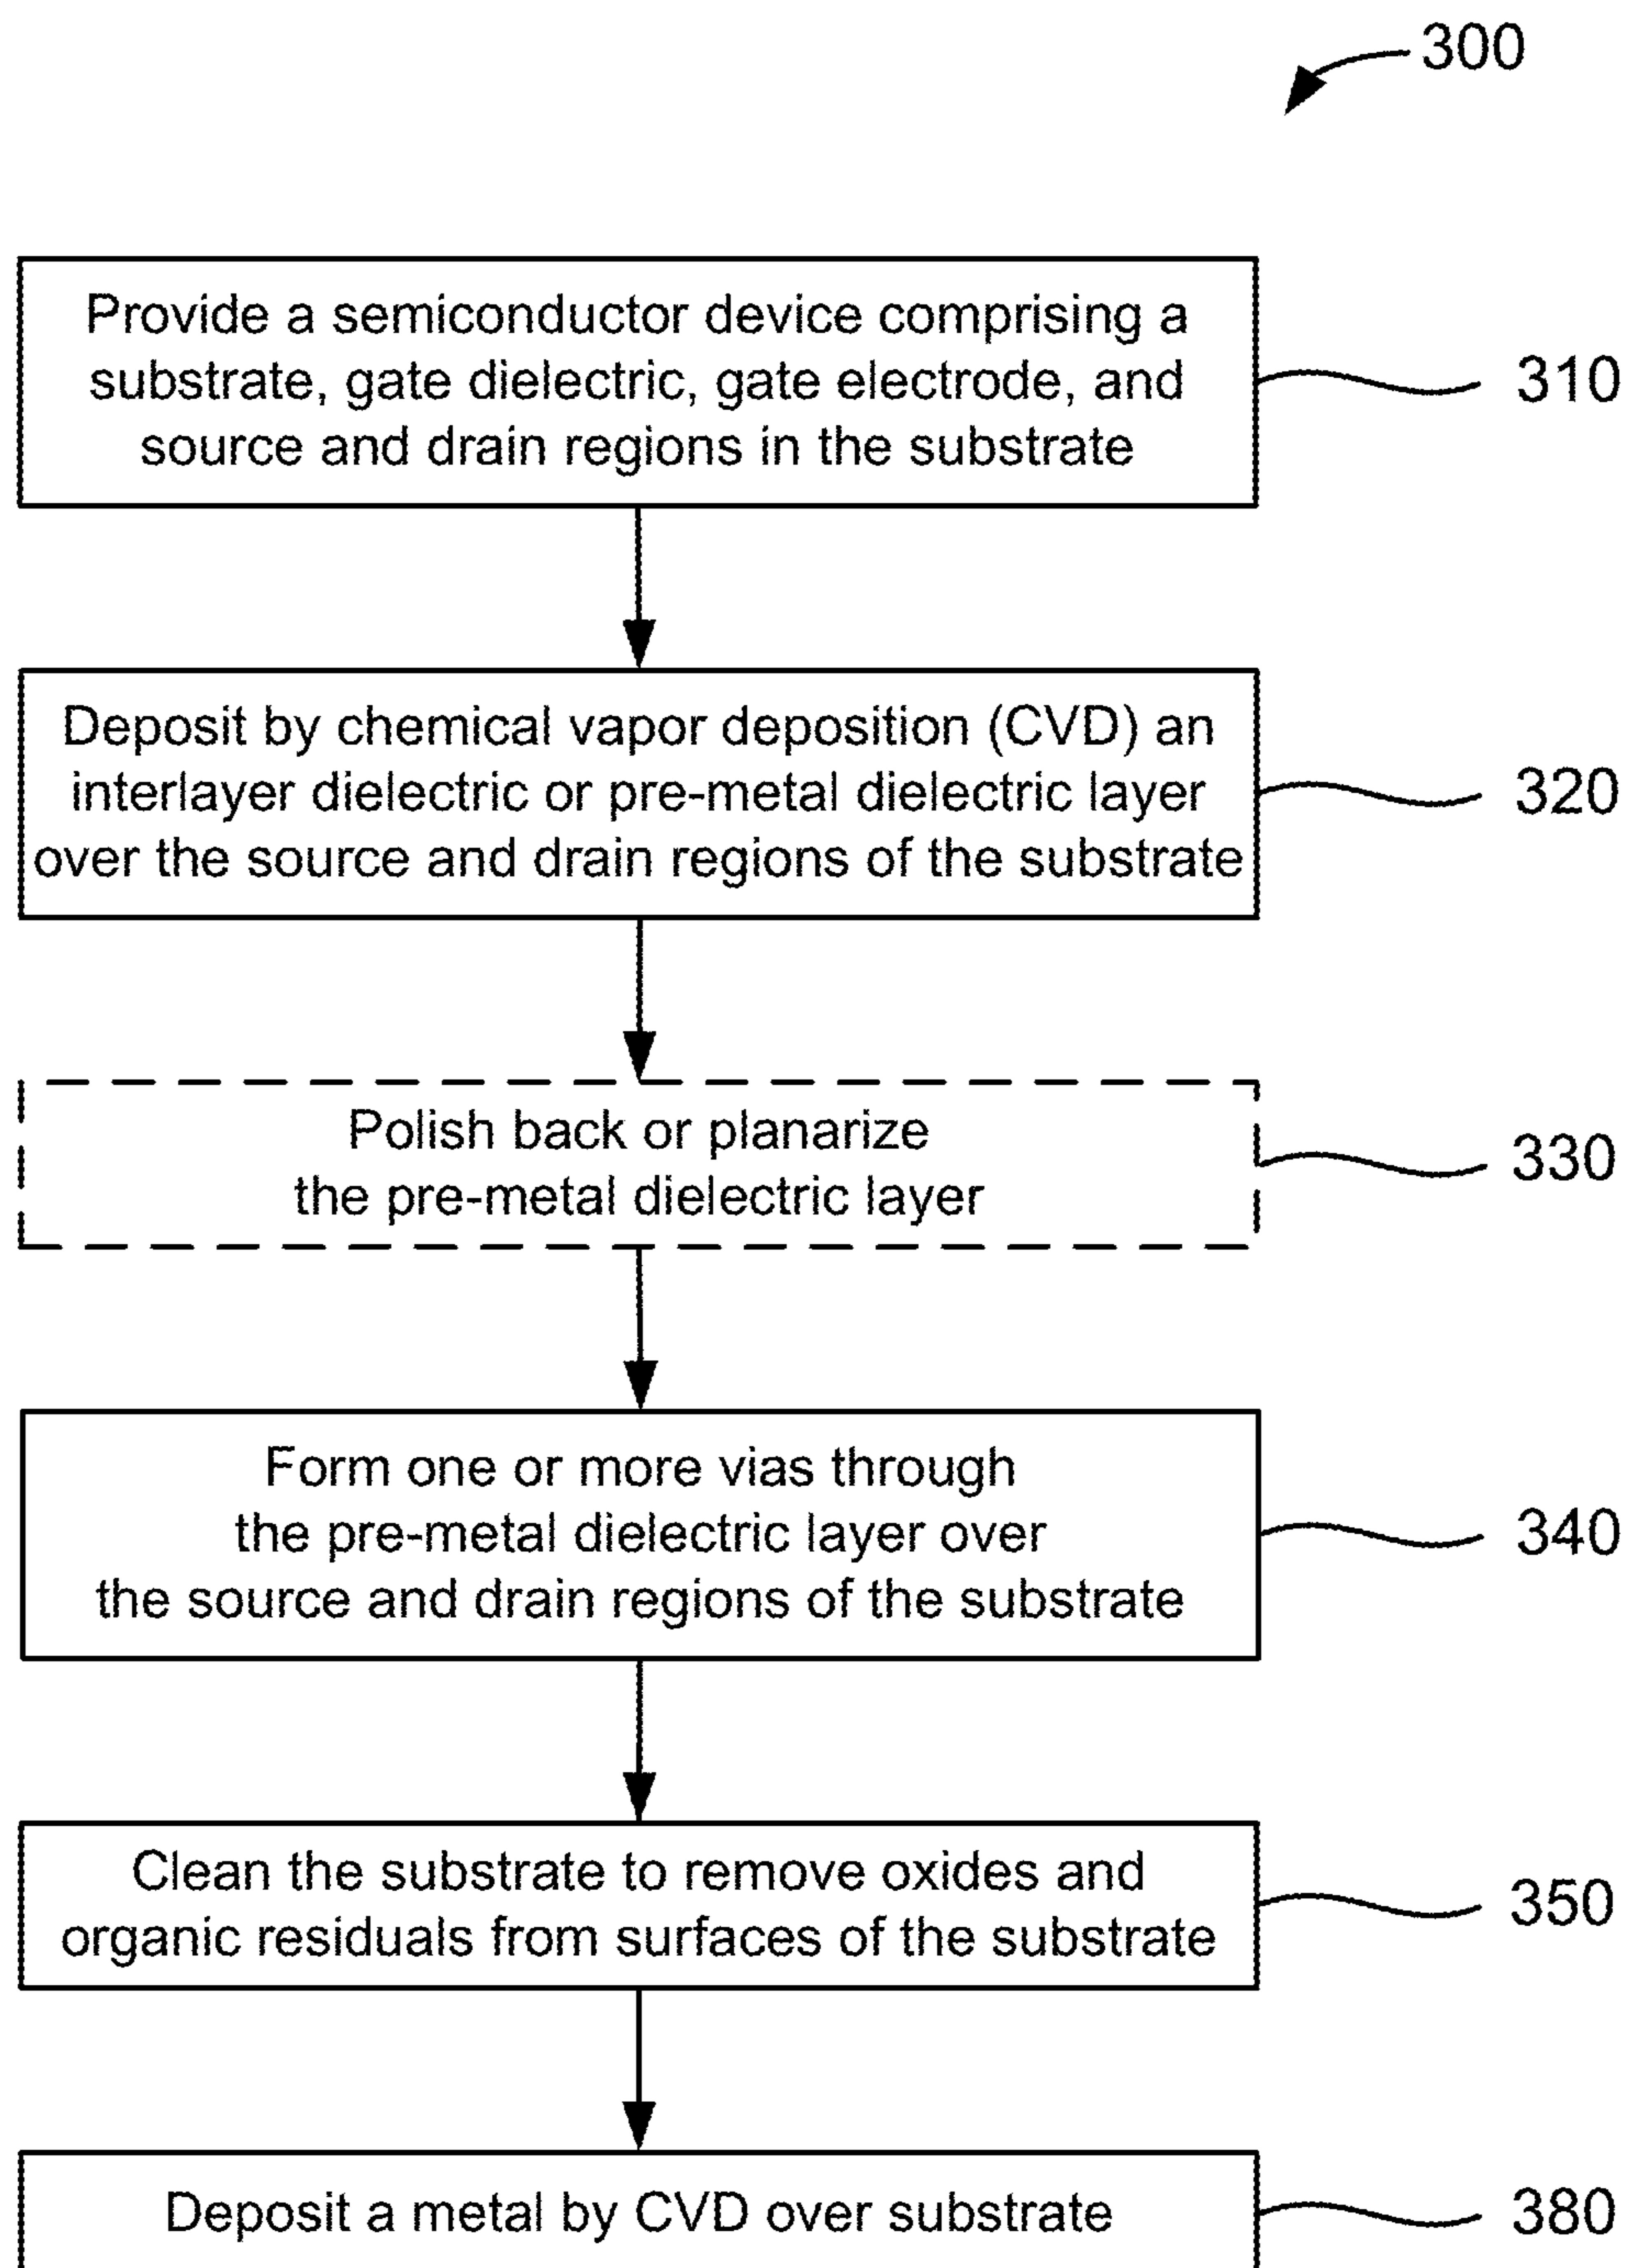 300
Provide a semiconductor device comprising a
substrate, gate dielectric, gate electrode, and
source and drain regions in the substrate
310
Deposit by chemical vapor deposition (CVD) an
interlayer dielectric or pre-metal dielectric layer
over the source and drain regions of the substrate
320
Polish back or planarize
the pre-metal dielectric layer
330
Form one or more vias through
the pre-metal dielectric layer over
the source and drain regions of the substrate
340
Clean the substrate to remove oxides and
organic residuals from surfaces of the substrate
350
Deposit a metal by CVD over substrate
380